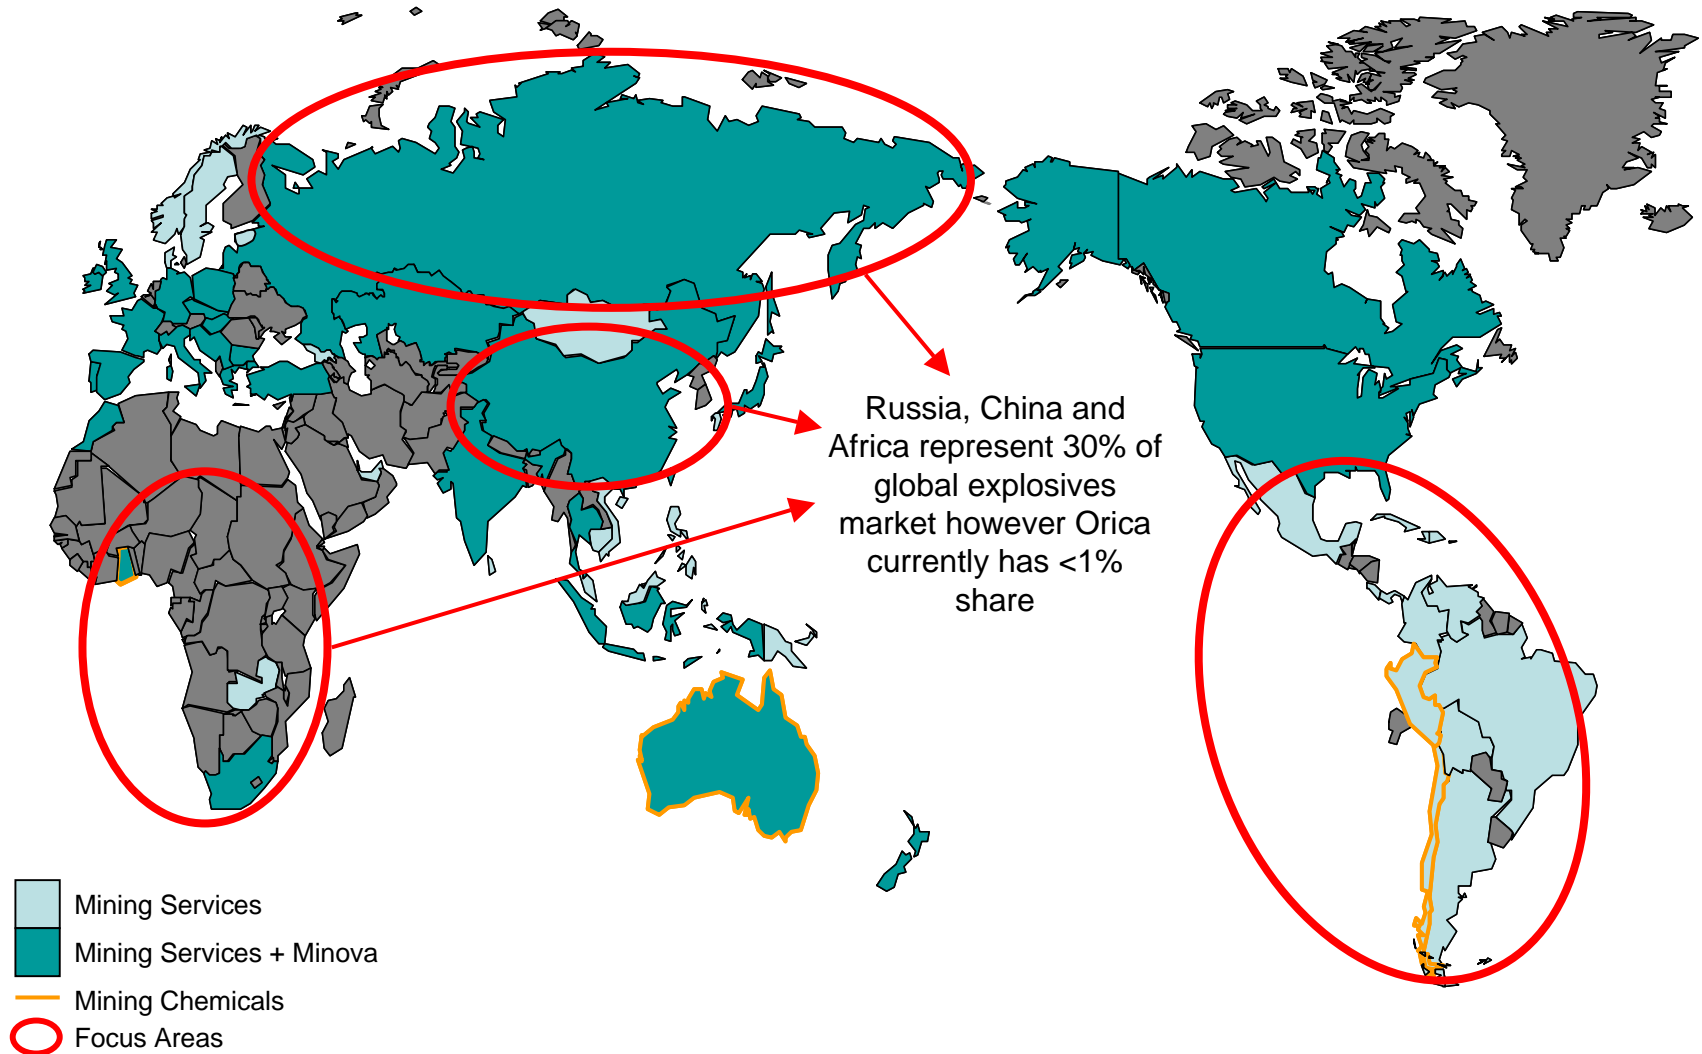 Russia, China and
Africa represent 30% of
global explosives
market however Orica
currently has <1%
share
Mining Services
Mining Services + Minova
Mining Chemicals
Focus Areas